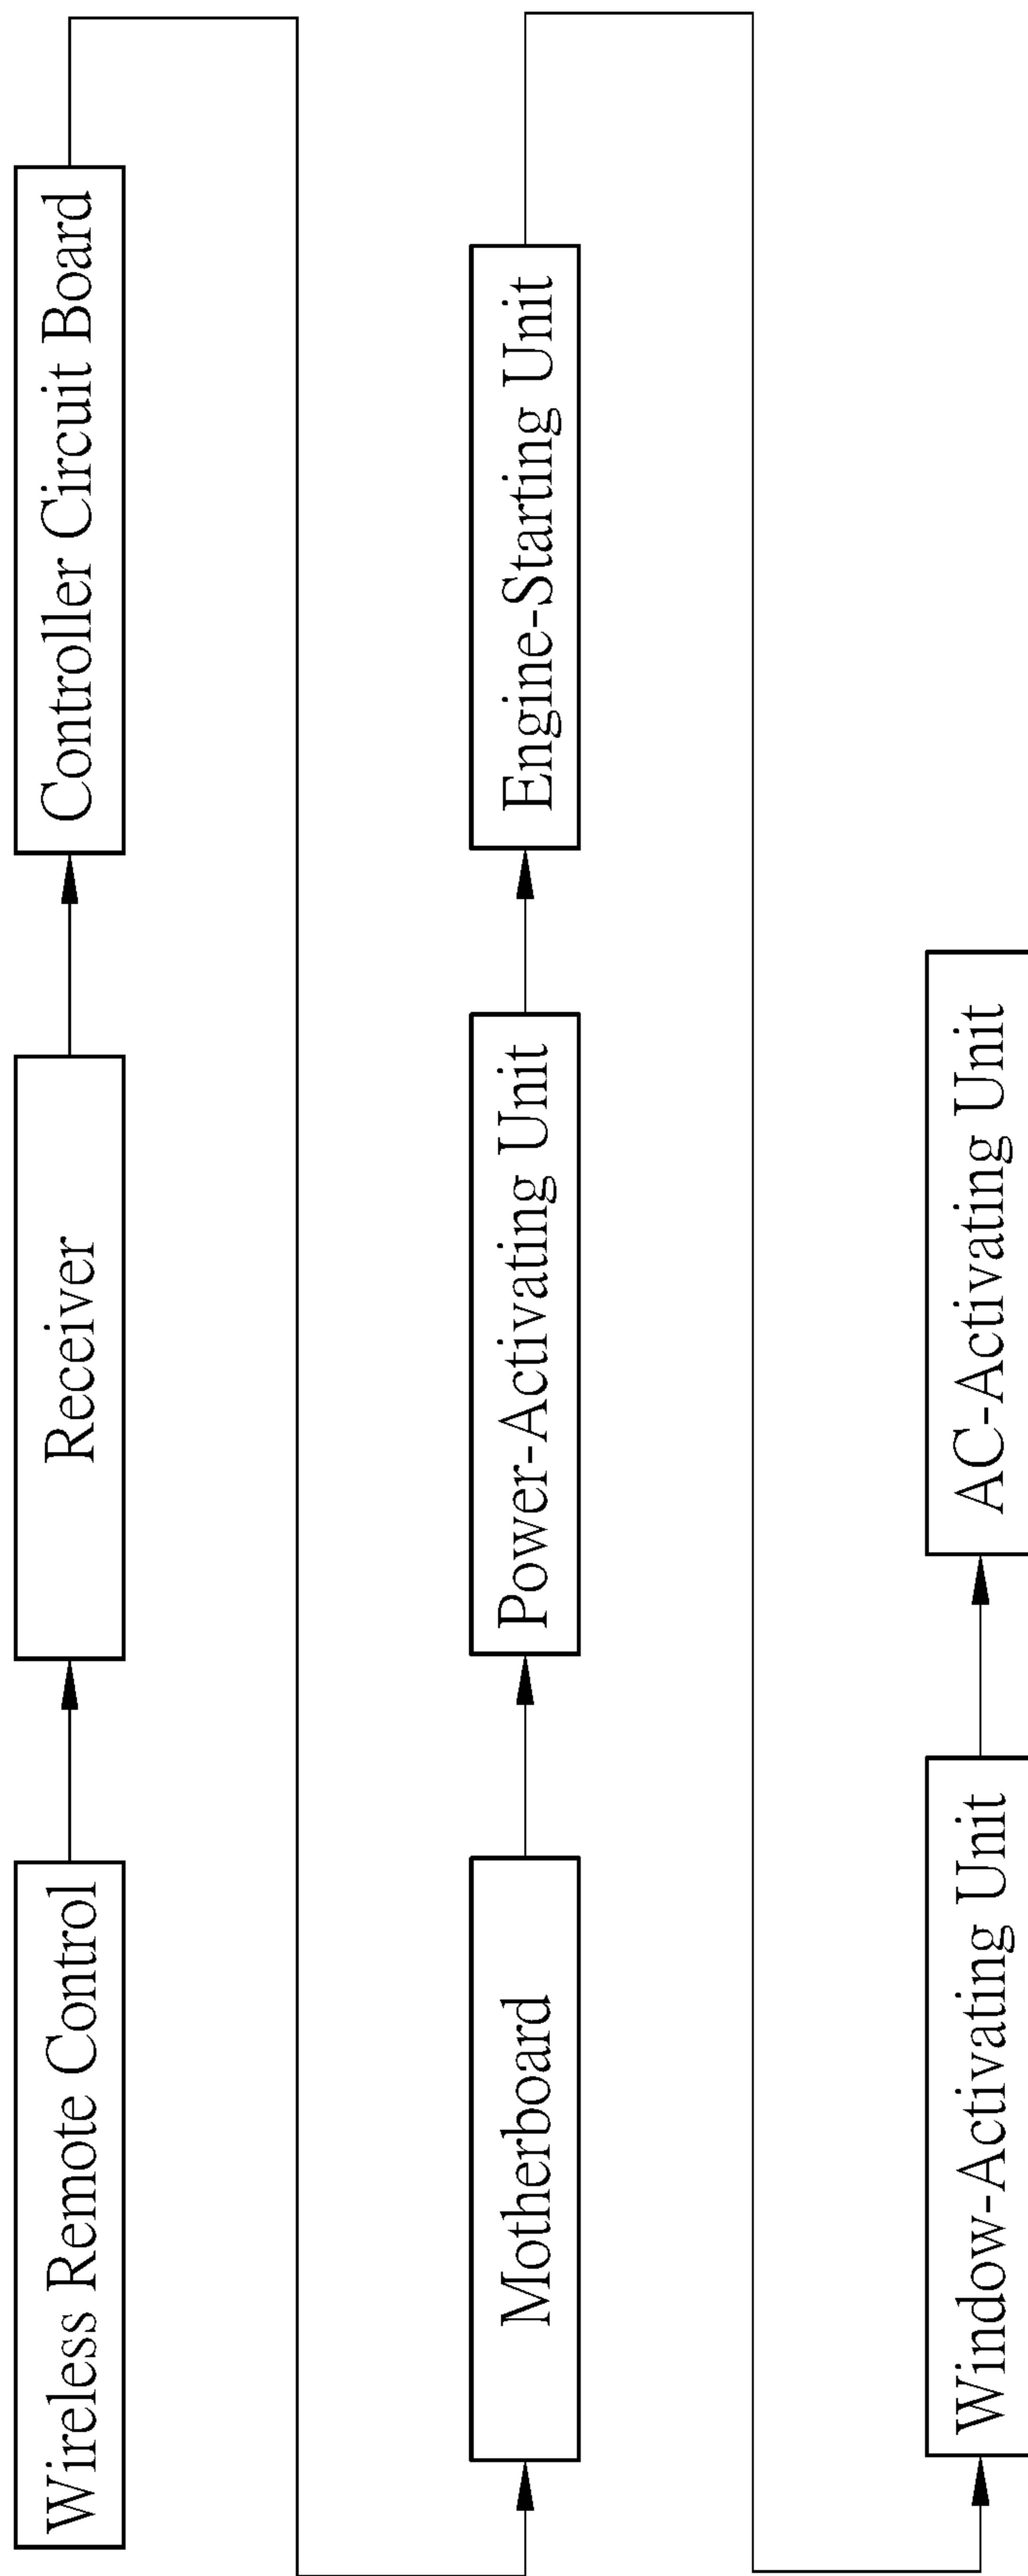 Wireless Remote Control
Receiver
Controller Circuit Board
Motherboard
Power-Activating Unit
Engine-Starting Unit
Window-Activating Unit
AC-Activating Unit